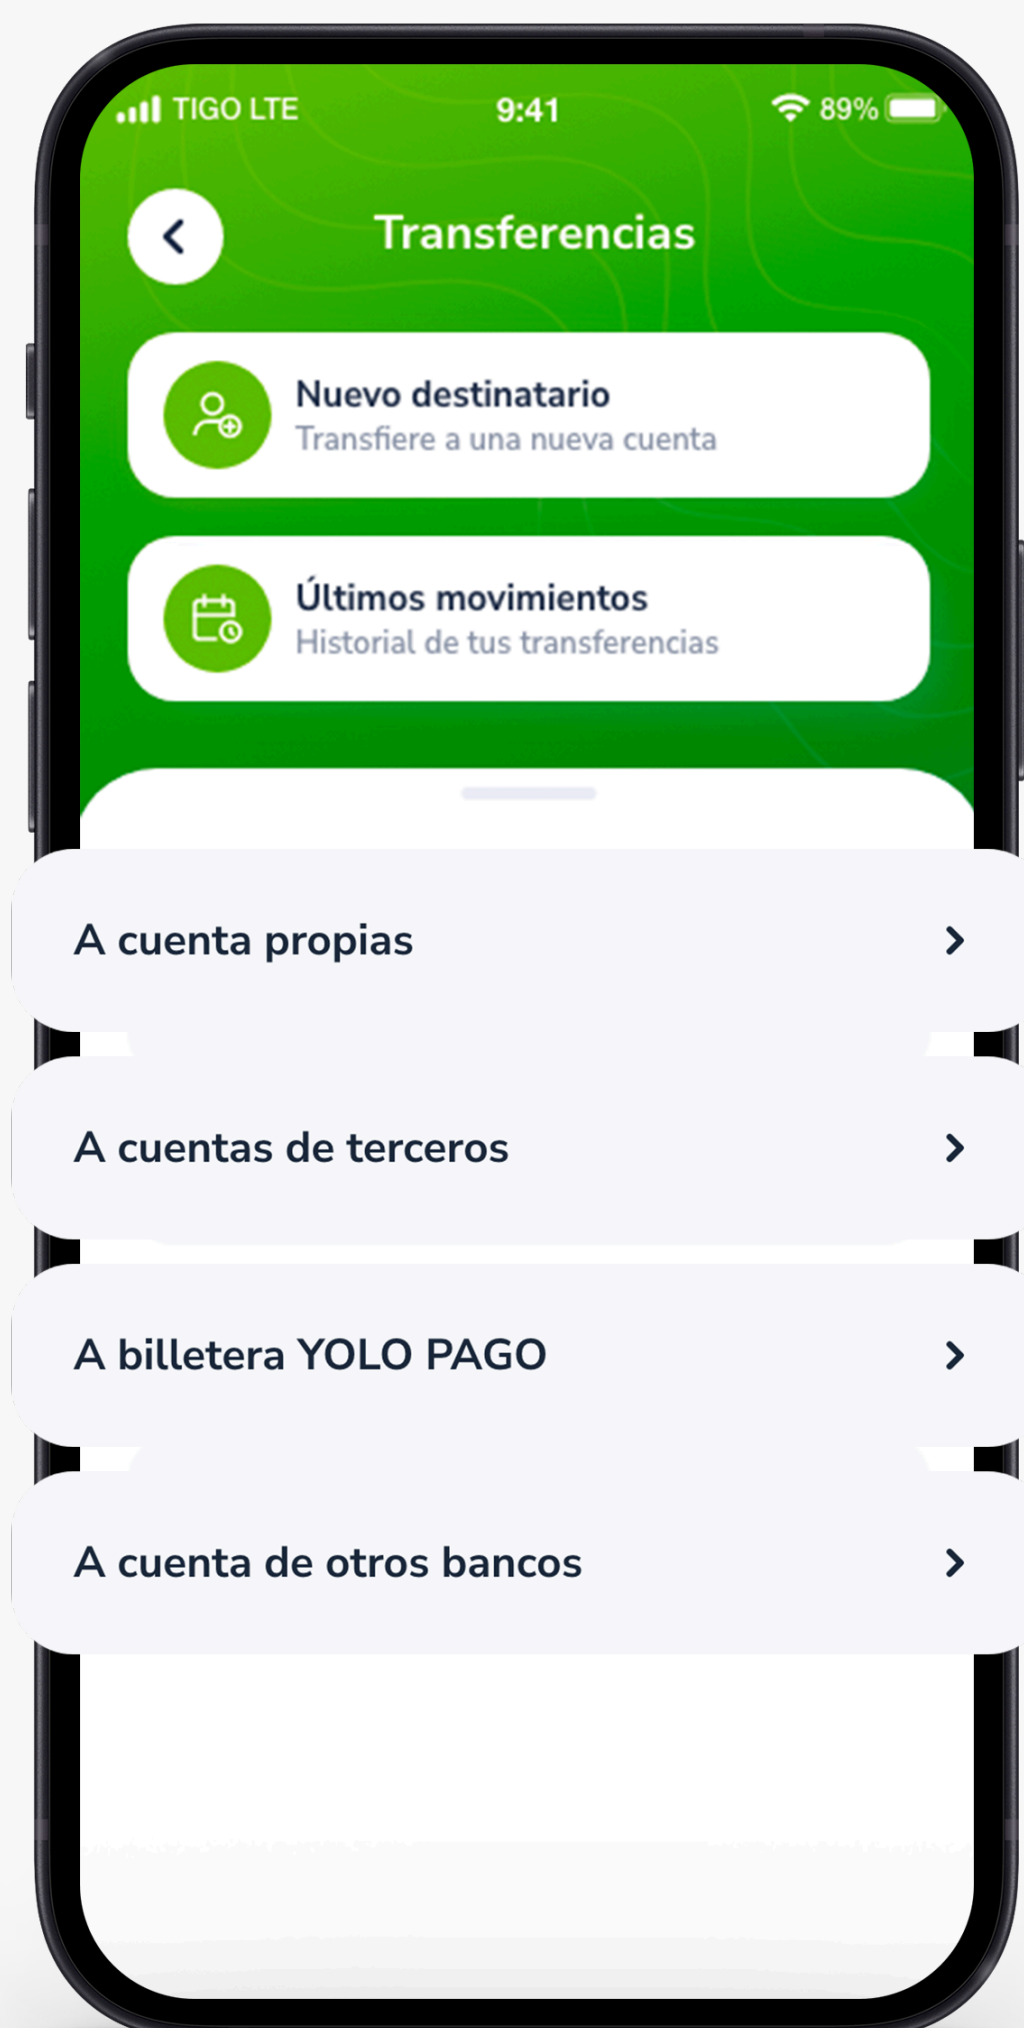 TIGO LTE 9:41 89%
Transferencias
Nuevo destinatario
Transfiere a una nueva cuenta
Últimos movimientos
Historial de tus transferencias
A cuenta propias
A cuentas de terceros
A billetera YOLO PAGO
A cuenta de otros bancos